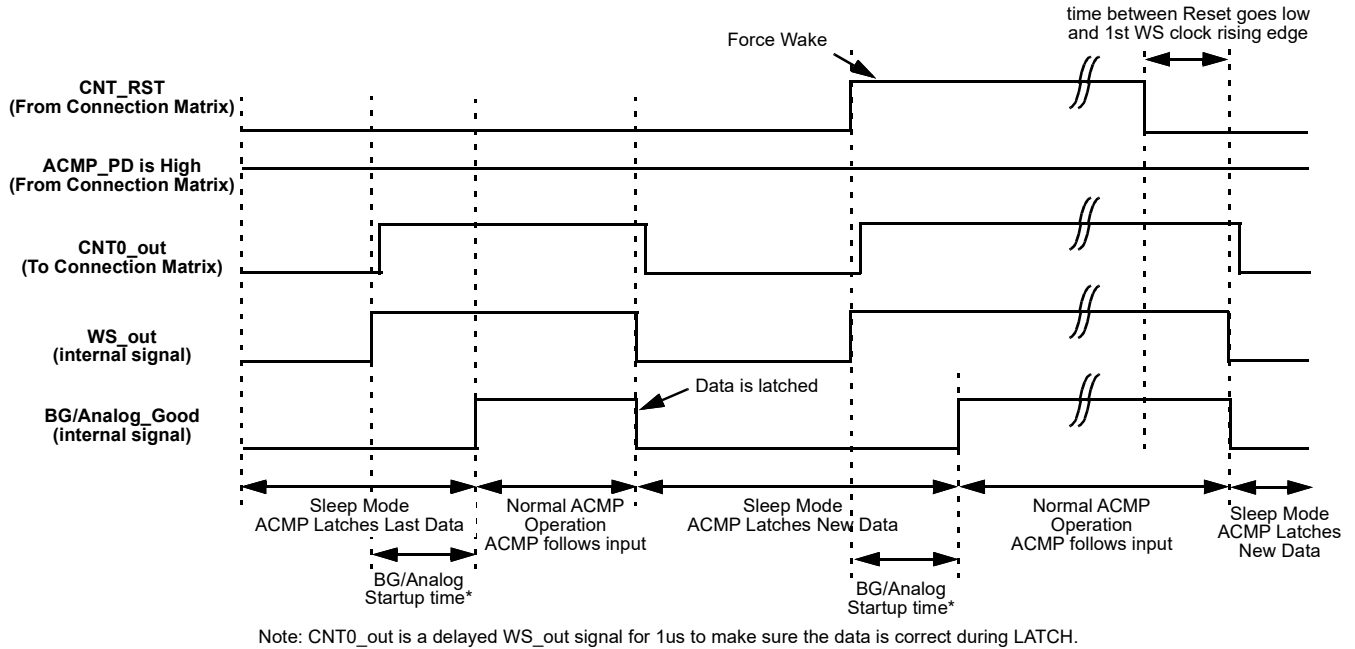 time between Reset goes low
and 1st WS clock rising edge
Force Wake
CNT_RST
(From Connection Matrix)
ACMP_PD is High
(From Connection Matrix)
CNT0_out
(To Connection Matrix)
WS_out
(internal signal)
Data is latched
BG/Analog_Good
(internal signal)
Sleep Mode
ACMP Latches Last Data
Normal ACMP
Operation
ACMP follows input
Sleep Mode
ACMP Latches New Data
Normal ACMP
Operation
ACMP follows input
Sleep Mode
ACMP Latches
New Data
BG/Analog
Startup time*
BG/Analog
Startup time*
Note: CNT0_out is a delayed WS_out signal for 1us to make sure the data is correct during LATCH.